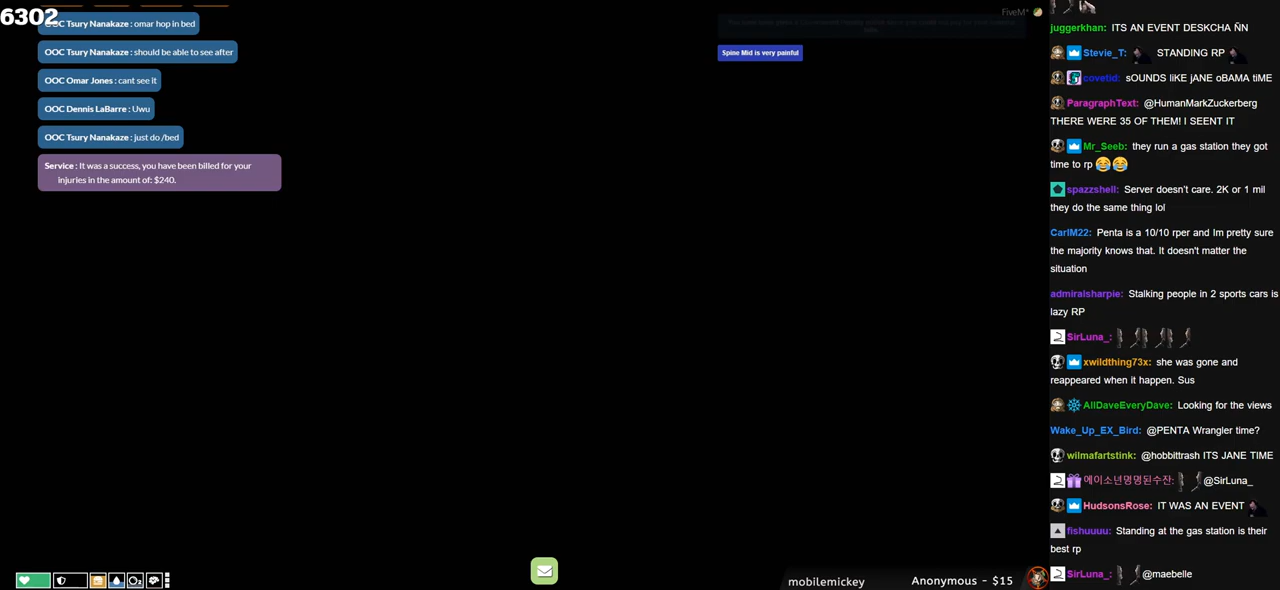 6302
OOC Tsury Nanakaze : omar hop in bed
OOC Tsury Nanakaze : should be able to see after
OOC Omar Jones : cant see it
OOC Dennis LaBarre : Uwu
OOC Tsury Nanakaze : just do /bed
Service : It was a success, you have been billed for your
injuries in the amount of: $240.
FiveM®
Spine Mid is very painful
juggerkhan: ITS AN EVENT DESKCHA ÑN
Stevie_T: STANDING RP
covetid: sOUNDS liKE jANE oBAMA tiME
ParagraphText: @HumanMarkZuckerberg
THERE WERE 35 OF THEM! I SEENT IT
Mr_Seeb: they run a gas station they got
time to rp 😂😂
spazzshell: Server doesn't care. 2K or 1 mil
they do the same thing lol
CarlM22: Penta is a 10/10 rper and Im pretty sure
the majority knows that. It doesn't matter the
situation
admiralsharpie: Stalking people in 2 sports cars is
lazy RP
SirLuna_:
xwildthing73x: she was gone and
reappeared when it happen. Sus
AllDaveEveryDave: Looking for the views
Wake_Up_EX_Bird: @PENTA Wrangler time?
wilmafartstink: @hobbittrash ITS JANE TIME
에이소년명명된수잔: @SirLuna_
HudsonsRose: IT WAS AN EVENT
fishuuuu: Standing at the gas station is their
best rp
SirLuna_: @maebelle
O₂
mobilemickey
Anonymous - $15